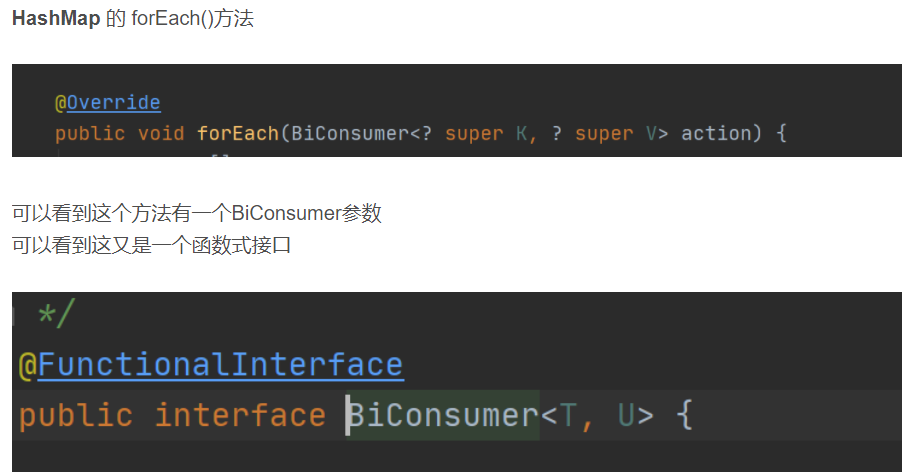 HashMap 的 forEach()方法
@Override
public void forEach(BiConsumer<? super K, ? super V> action) {
可以看到这个方法有一个BiConsumer参数
可以看到这又是一个函数式接口
*/
@FunctionalInterface
public interface BiConsumer<T, U> {